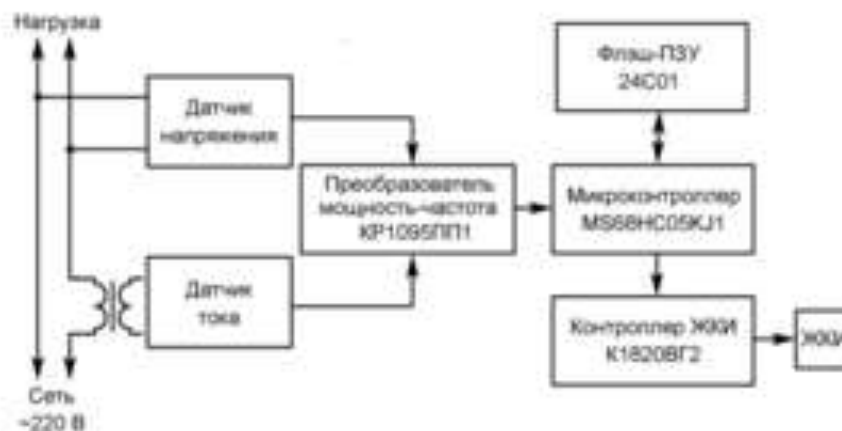 Нагрузка
Датчик
напряжения
Флэш-ПЗУ
24С01
Преобразователь
мощность-частота
КР1095ПП1
Микроконтроллер
MS68HC05KJ1
Датчик
тока
Контроллер ЖКИ
К1820ВГ2
ЖКИ
Сеть
~220 В